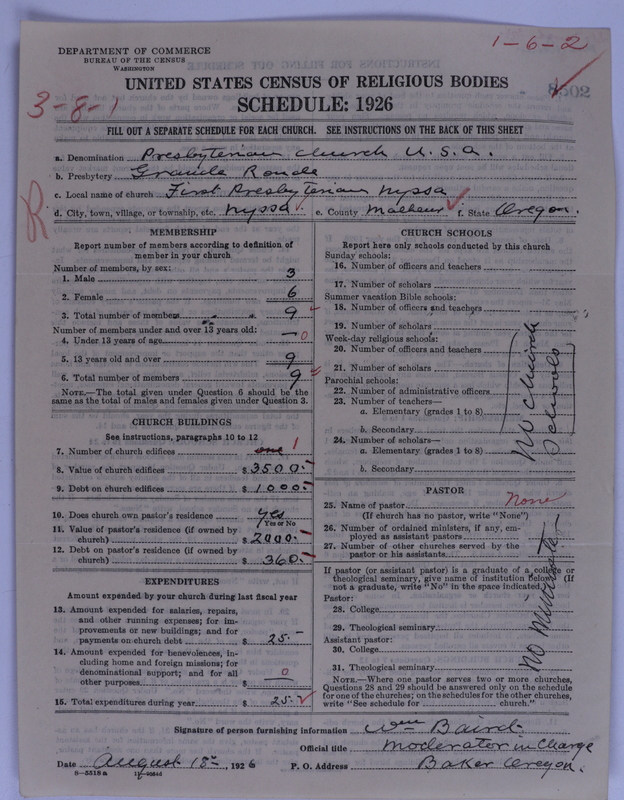 1-6-2
DEPARTMENT OF COMMERCE
BUREAU OF THE CENSUS
WASHINGTON
UNITED STATES CENSUS OF RELIGIOUS BODIES
3-8-1
SCHEDULE: 1926
FILL OUT A SEPARATE SCHEDULE FOR EACH CHURCH. SEE INSTRUCTIONS ON THE BACK OF THIS SHEET
a. Denomination Presbyterian Church U.S.A.
b. Presbytery Grande Ronde
c. Local name of church First Presbyterian Nyssa
R
d. City, town, village, or township, etc. Nyssa e. County Malheur f. State Oregon.
MEMBERSHIP
Report number of members according to definition of
member in your church
Number of members, by sex:
1. Male 3
2. Female 6
3. Total number of members 9
Number of members under and over 13 years old:
4. Under 13 years of age — 0
5. 13 years old and over 9
6. Total number of members 9
NOTE.—The total given under Question 6 should be the
same as the total of males and females given under Question 3.
CHURCH BUILDINGS
See instructions, paragraphs 10 to 12
7. Number of church edifices one 1
8. Value of church edifices $ 3500.–
9. Debt on church edifices $ 1000.–
10. Does church own pastor's residence yes
Yes or No
11. Value of pastor's residence (if owned by
church) $ 2000.–
12. Debt on pastor's residence (if owned by
church) $ 360.–
EXPENDITURES
Amount expended by your church during last fiscal year
13. Amount expended for salaries, repairs,
and other running expenses; for im-
provements or new buildings; and for
payments on church debt $ 25.–
14. Amount expended for benevolences, in-
cluding home and foreign missions; for
denominational support; and for all
other purposes $ 0
15. Total expenditures during year $ 25.–
CHURCH SCHOOLS
Report here only schools conducted by this church
Sunday schools:
16. Number of officers and teachers
17. Number of scholars
Summer vacation Bible schools:
18. Number of officers and teachers
19. Number of scholars
Week-day religious schools:
20. Number of officers and teachers
21. Number of scholars
Parochial schools:
22. Number of administrative officers
23. Number of teachers—
a. Elementary (grades 1 to 8)
b. Secondary
24. Number of scholars—
a. Elementary (grades 1 to 8)
b. Secondary
No Church
Schools
PASTOR
25. Name of pastor None
(If church has no pastor, write "None")
26. Number of ordained ministers, if any, em-
ployed as assistant pastors
27. Number of other churches served by the
pastor or his assistants
If pastor (or assistant pastor) is a graduate of a college or
theological seminary, give name of institution below. (If
not a graduate, write "No" in the space indicated.)
Pastor:
28. College
29. Theological seminary
Assistant pastor:
30. College
31. Theological seminary
No Minister
NOTE.—Where one pastor serves two or more churches,
Questions 28 and 29 should be answered only on the schedule
for one of the churches; on the schedules for the other churches,
write "See schedule for church."
Signature of person furnishing information Wm Baird
Official title Moderator in Charge
Date August 18, 1926 P. O. Address Baker Oregon.